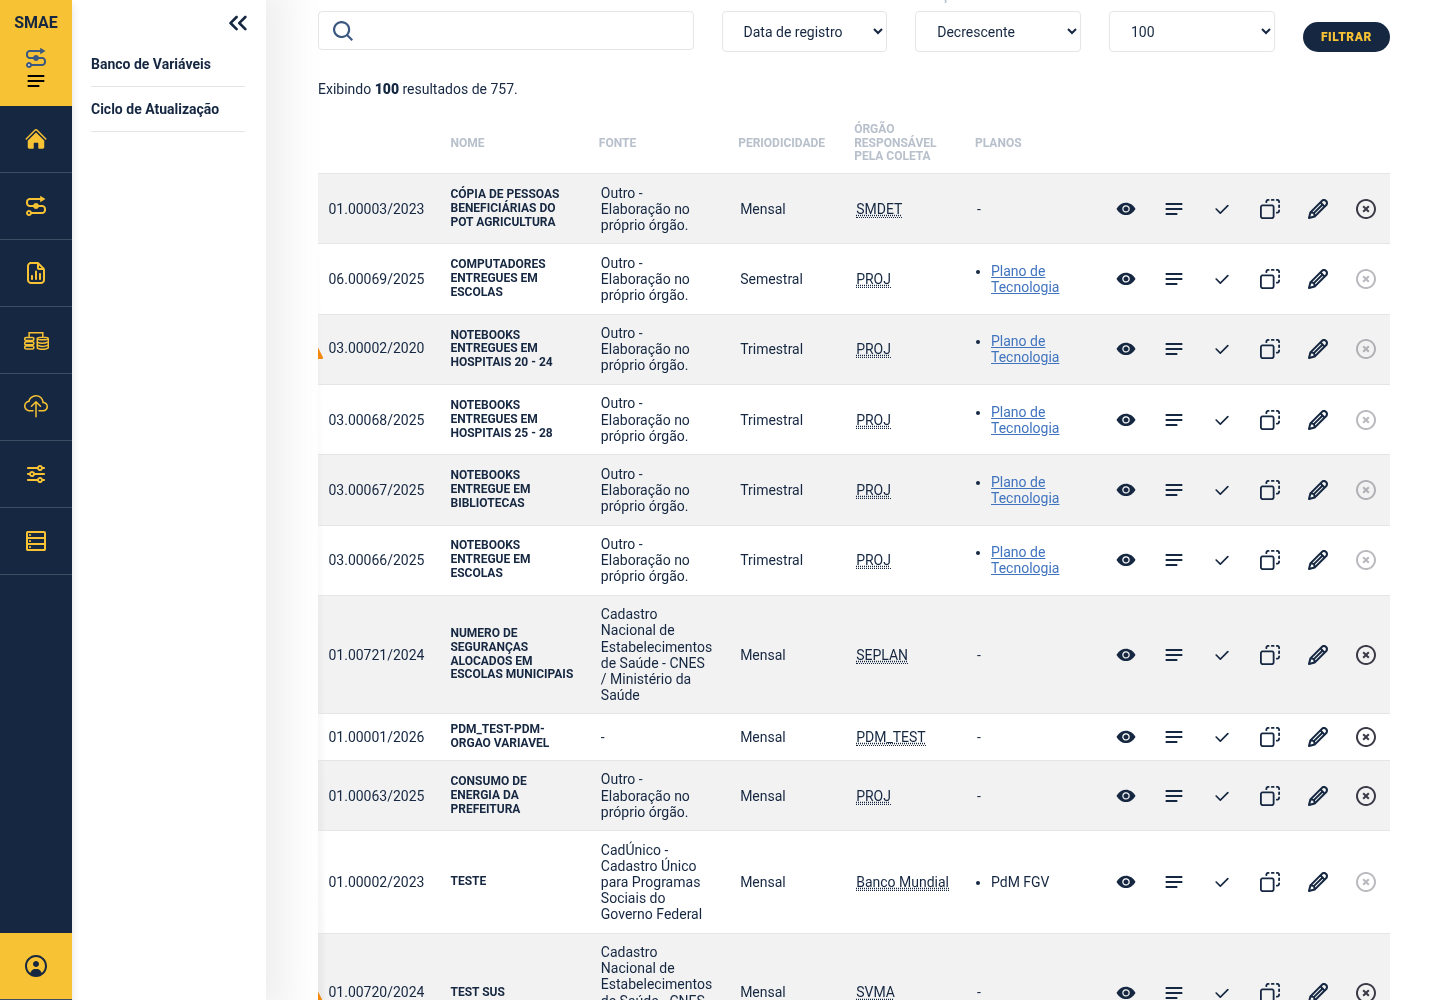 SMAE
Banco de Variáveis
Ciclo de Atualização
Data de registro
Decrescente
100
FILTRAR
Exibindo 100 resultados de 757.
NOME
FONTE
PERIODICIDADE
ÓRGÃO
RESPONSÁVEL
PELA COLETA
PLANOS
01.00003/2023
CÓPIA DE PESSOAS
BENEFICIÁRIAS DO
POT AGRICULTURA
Outro -
Elaboração no
próprio órgão.
Mensal
SMDET
-
06.00069/2025
COMPUTADORES
ENTREGUES EM
ESCOLAS
Outro -
Elaboração no
próprio órgão.
Semestral
PROJ
Plano de
Tecnologia
03.00002/2020
NOTEBOOKS
ENTREGUES EM
HOSPITAIS 20 - 24
Outro -
Elaboração no
próprio órgão.
Trimestral
PROJ
Plano de
Tecnologia
03.00068/2025
NOTEBOOKS
ENTREGUES EM
HOSPITAIS 25 - 28
Outro -
Elaboração no
próprio órgão.
Trimestral
PROJ
Plano de
Tecnologia
03.00067/2025
NOTEBOOKS
ENTREGUE EM
BIBLIOTECAS
Outro -
Elaboração no
próprio órgão.
Trimestral
PROJ
Plano de
Tecnologia
03.00066/2025
NOTEBOOKS
ENTREGUE EM
ESCOLAS
Outro -
Elaboração no
próprio órgão.
Trimestral
PROJ
Plano de
Tecnologia
01.00721/2024
NUMERO DE
SEGURANÇAS
ALOCADOS EM
ESCOLAS MUNICIPAIS
Cadastro
Nacional de
Estabelecimentos
de Saúde - CNES
/ Ministério da
Saúde
Mensal
SEPLAN
-
01.00001/2026
PDM_TEST-PDM-
ORGAO VARIAVEL
-
Mensal
PDM_TEST
-
01.00063/2025
CONSUMO DE
ENERGIA DA
PREFEITURA
Outro -
Elaboração no
próprio órgão.
Mensal
PROJ
-
01.00002/2023
TESTE
CadÚnico -
Cadastro Único
para Programas
Sociais do
Governo Federal
Mensal
Banco Mundial
PdM FGV
01.00720/2024
TEST SUS
Cadastro
Nacional de
Estabelecimentos
de Saúde - CNES
Mensal
SVMA
-